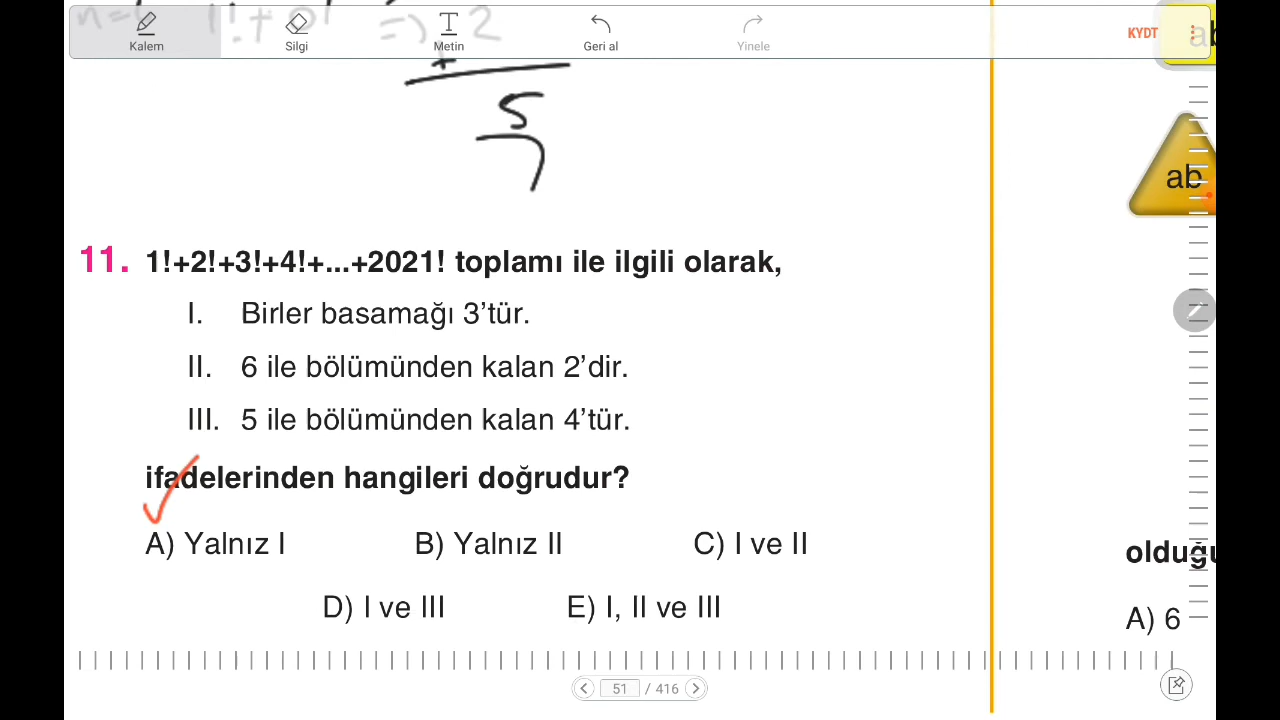 Kalem Silgi Metin Geri al Yinele KYDT
5
ab
11. 1!+2!+3!+4!+...+2021! toplamı ile ilgili olarak,
I. Birler basamağı 3’tür.
II. 6 ile bölümünden kalan 2’dir.
III. 5 ile bölümünden kalan 4’tür.
ifadelerinden hangileri doğrudur?
A) Yalnız I B) Yalnız II C) I ve II
D) I ve III E) I, II ve III
A) 6
51 / 416